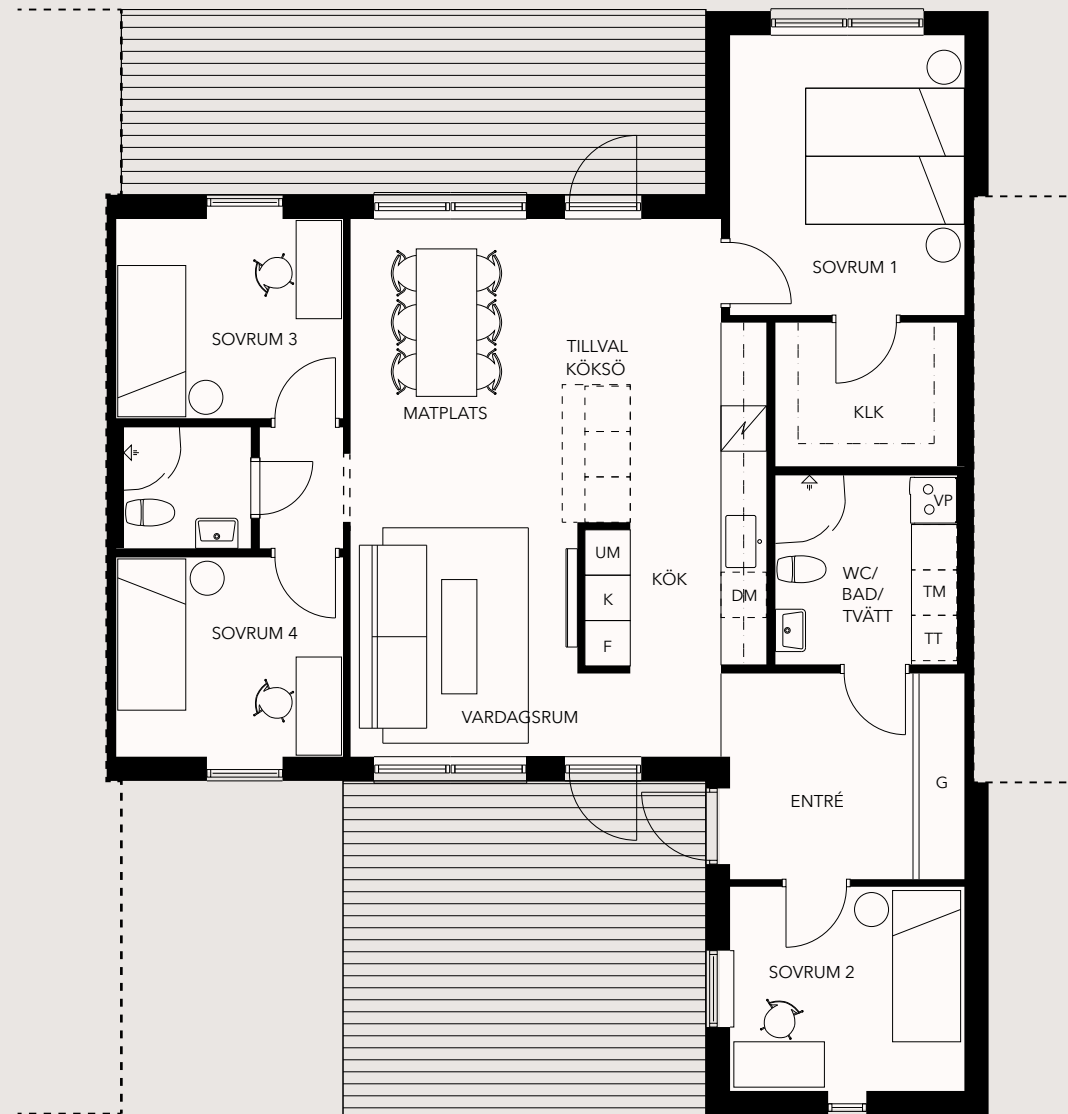 SOVRUM 1
SOVRUM 3
TILLVAL
KÖKSÖ
MATPLATS
KLK
VP
UM
KÖK
WC/
BAD/
TVÄTT
K
DM
TM
F
TT
SOVRUM 4
VARDAGSRUM
ENTRÉ
G
SOVRUM 2